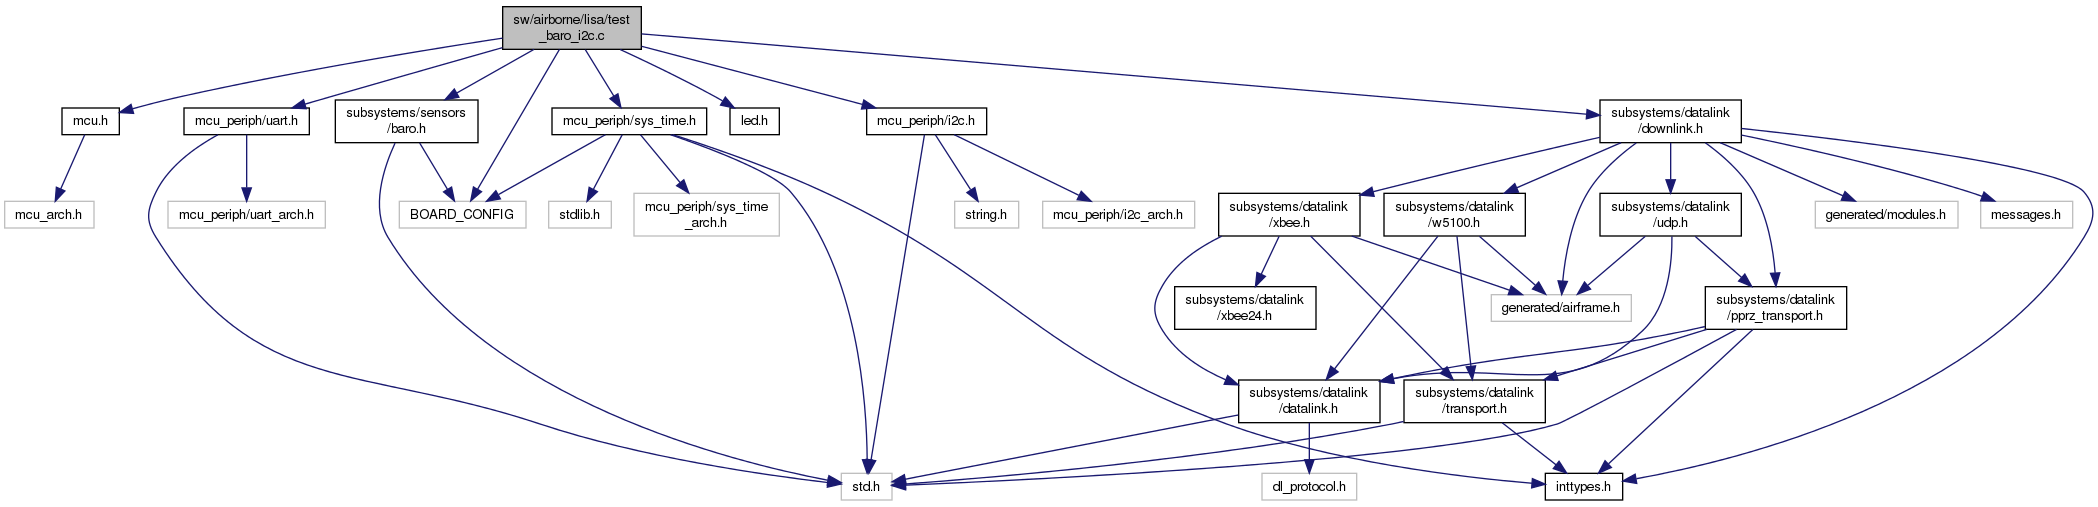 sw/airborne/lisa/test
_baro_i2c.c
mcu.h
mcu_periph/uart.h
subsystems/sensors
/baro.h
mcu_periph/sys_time.h
led.h
mcu_periph/i2c.h
subsystems/datalink
/downlink.h
mcu_arch.h
mcu_periph/uart_arch.h
BOARD_CONFIG
stdlib.h
mcu_periph/sys_time
_arch.h
string.h
mcu_periph/i2c_arch.h
subsystems/datalink
/xbee.h
subsystems/datalink
/w5100.h
subsystems/datalink
/udp.h
generated/modules.h
messages.h
subsystems/datalink
/xbee24.h
generated/airframe.h
subsystems/datalink
/pprz_transport.h
subsystems/datalink
/datalink.h
subsystems/datalink
/transport.h
std.h
dl_protocol.h
inttypes.h